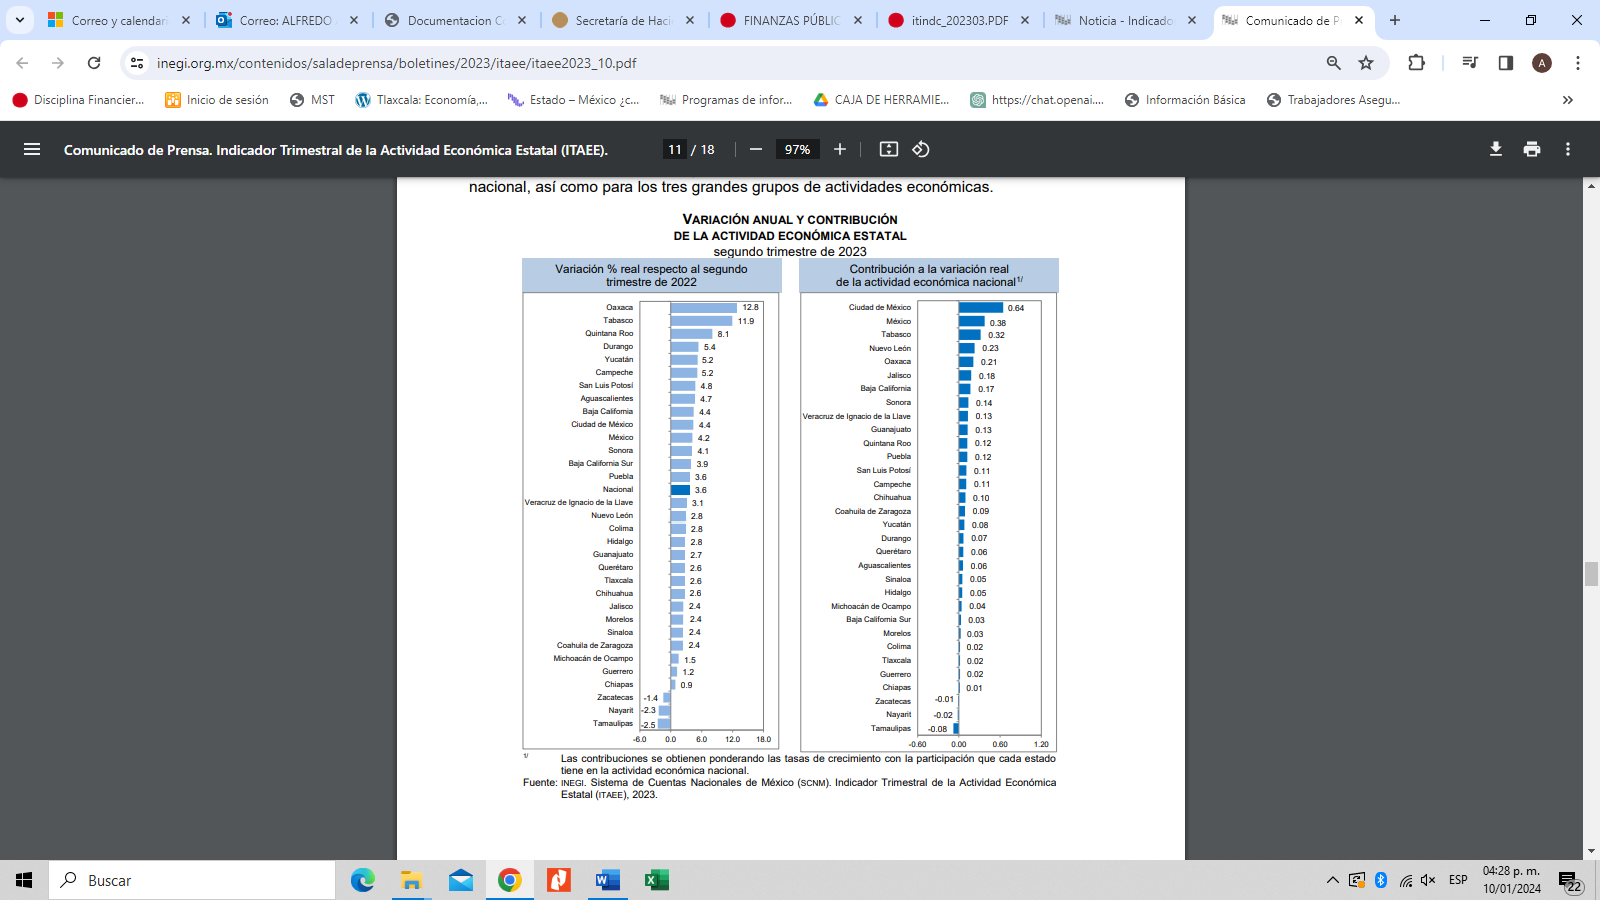 Correo y calendari
Correo: ALFREDO
Documentacion C
Secretaría de Haci
FINANZAS PÚBLIC
itindc_202303.PDF
Noticia - Indicado
Comunicado de P
inegi.org.mx/contenidos/saladeprensa/boletines/2023/itaee/itaee2023_10.pdf
A
Disciplina Financier...
Inicio de sesión
MST
Tlaxcala: Economía,...
Estado – México ¿c...
Programas de infor...
CAJA DE HERRAMIE...
https://chat.openai....
Información Básica
Trabajadores Asegu...
Comunicado de Prensa. Indicador Trimestral de la Actividad Económica Estatal (ITAEE).
11 / 18
97%
nacional, así como para los tres grandes grupos de actividades económicas.
VARIACIÓN ANUAL Y CONTRIBUCIÓN
DE LA ACTIVIDAD ECONÓMICA ESTATAL
segundo trimestre de 2023
Variación % real respecto al segundo
trimestre de 2022
Oaxaca 12.8
Tabasco 11.9
Quintana Roo 8.1
Durango 5.4
Yucatán 5.2
Campeche 5.2
San Luis Potosí 4.8
Aguascalientes 4.7
Baja California 4.4
Ciudad de México 4.4
México 4.2
Sonora 4.1
Baja California Sur 3.9
Puebla 3.6
Nacional 3.6
Veracruz de Ignacio de la Llave 3.1
Nuevo León 2.8
Colima 2.8
Hidalgo 2.8
Guanajuato 2.7
Querétaro 2.6
Tlaxcala 2.6
Chihuahua 2.6
Jalisco 2.4
Morelos 2.4
Sinaloa 2.4
Coahuila de Zaragoza 2.4
Michoacán de Ocampo 1.5
Guerrero 1.2
Chiapas 0.9
Zacatecas -1.4
Nayarit -2.3
Tamaulipas -2.5
-6.0 0.0 6.0 12.0 18.0
Contribución a la variación real
de la actividad económica nacional1/
Ciudad de México 0.64
México 0.38
Tabasco 0.32
Nuevo León 0.23
Oaxaca 0.21
Jalisco 0.18
Baja California 0.17
Sonora 0.14
Veracruz de Ignacio de la Llave 0.13
Guanajuato 0.13
Quintana Roo 0.12
Puebla 0.12
San Luis Potosí 0.11
Campeche 0.11
Chihuahua 0.10
Coahuila de Zaragoza 0.09
Yucatán 0.08
Durango 0.07
Querétaro 0.06
Aguascalientes 0.06
Sinaloa 0.05
Hidalgo 0.05
Michoacán de Ocampo 0.04
Baja California Sur 0.03
Morelos 0.03
Colima 0.02
Tlaxcala 0.02
Guerrero 0.02
Chiapas 0.01
Zacatecas -0.01
Nayarit -0.02
Tamaulipas -0.08
-0.60 0.00 0.60 1.20
1/ Las contribuciones se obtienen ponderando las tasas de crecimiento con la participación que cada estado
tiene en la actividad económica nacional.
Fuente: INEGI. Sistema de Cuentas Nacionales de México (SCNM). Indicador Trimestral de la Actividad Económica
Estatal (ITAEE), 2023.
Buscar
ESP
04:28 p. m.
10/01/2024
22